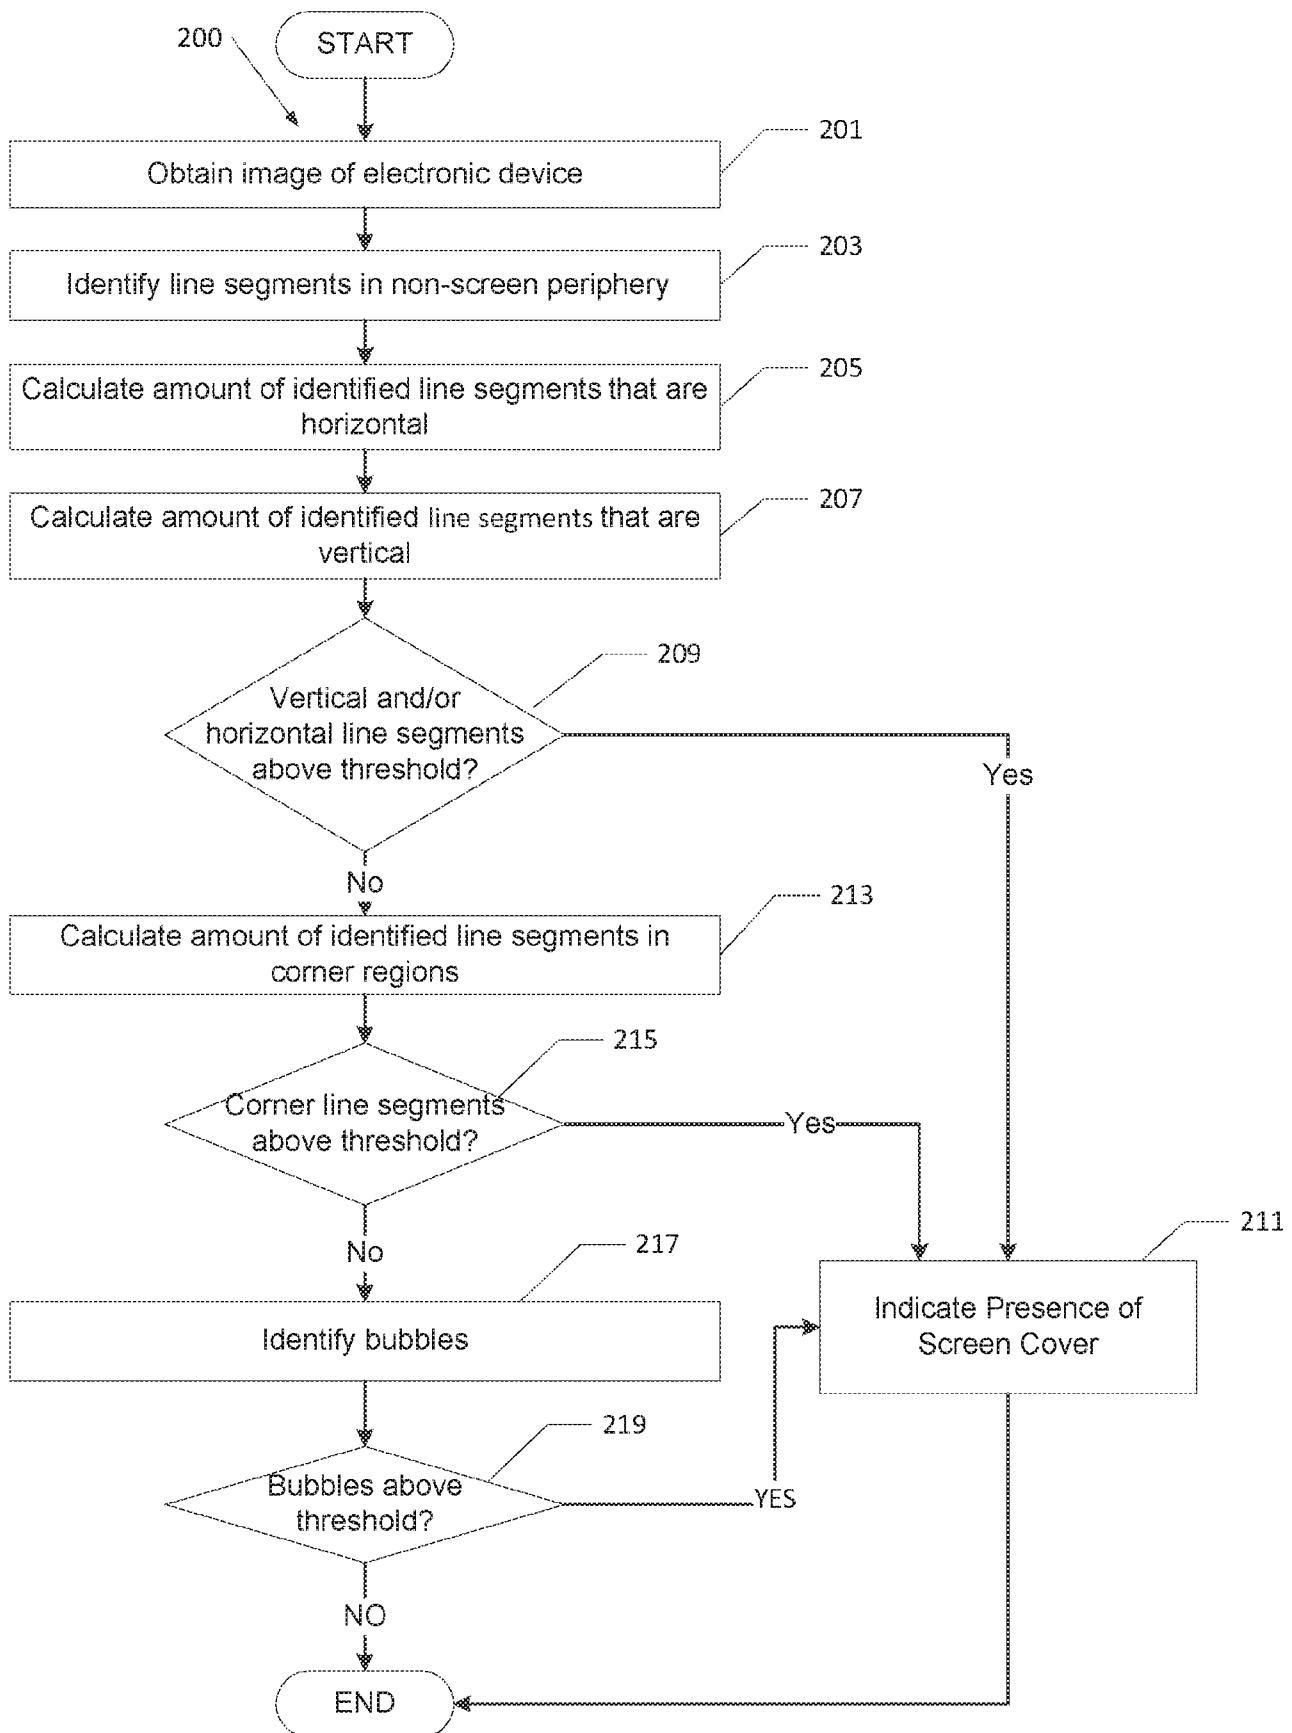 200
START
201
Obtain image of electronic device
203
Identify line segments in non-screen periphery
205
Calculate amount of identified line segments that are
horizontal
207
Calculate amount of identified line segments that are
vertical
209
Vertical and/or
horizontal line segments
above threshold?
Yes
No
213
Calculate amount of identified line segments in
corner regions
215
Corner line segments
above threshold?
Yes
No
217
211
Indicate Presence of
Screen Cover
Identify bubbles
219
Bubbles above
threshold?
YES
NO
END